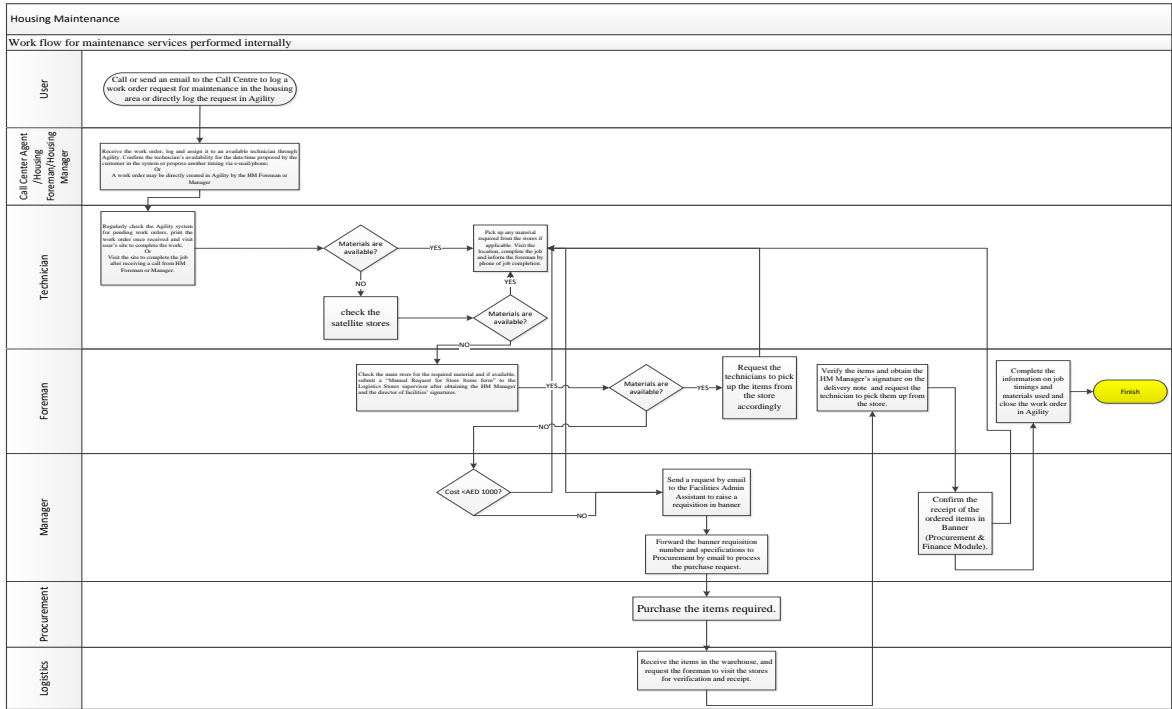 Housing Maintenance
Work flow for maintenance services performed internally
User
Call or send an email to the Call Centre to log a
work order request for maintenance in the housing
area or directly log the request in Agility
Call Center Agent
/Housing
Foreman/Housing
Manager
Receive the work order, log and assign it to an available technician through
Agility. Confirm the technician's availability for the date/time proposed by the
customer in the system or propose another timing via e-mail/phone;
Or
A work order may be directly created in Agility by the HM Foreman or
Manager
Technician
Regularly check the Agility system
for pending work orders, print the
work order once received and visit
user's site to complete the work;
Or
Visit the site to complete the job
after receiving a call from HM
Foreman or Manager.
Materials are
available?
YES
Pick up any material
required from the stores if
applicable. Visit the
location, complete the job
and inform the foreman by
phone of job completion.
NO
YES
check the
satellite stores
Materials are
available?
NO
Foreman
Check the main store for the required material and if available,
submit a "Manual Request for Store Items form" to the
Logistics Stores supervisor after obtaining the HM Manager
and the director of facilities' signatures.
YES
Materials are
available?
YES
Request the
technicians to pick
up the items from
the store
accordingly
Verify the items and obtain the
HM Manager's signature on the
delivery note and request the
technician to pick them up from
the store.
Complete the
information on job
timings and
materials used and
close the work order
in Agility
Finish
NO
Manager
Cost <AED 1000?
NO
Send a request by email
to the Facilities Admin
Assistant to raise a
requisition in banner
Forward the banner requisition
number and specifications to
Procurement by email to process
the purchase request.
Confirm the
receipt of the
ordered items in
Banner
(Procurement &
Finance Module).
Procurement
Purchase the items required.
Logistics
Receive the items in the warehouse, and
request the foreman to visit the stores
for verification and receipt.